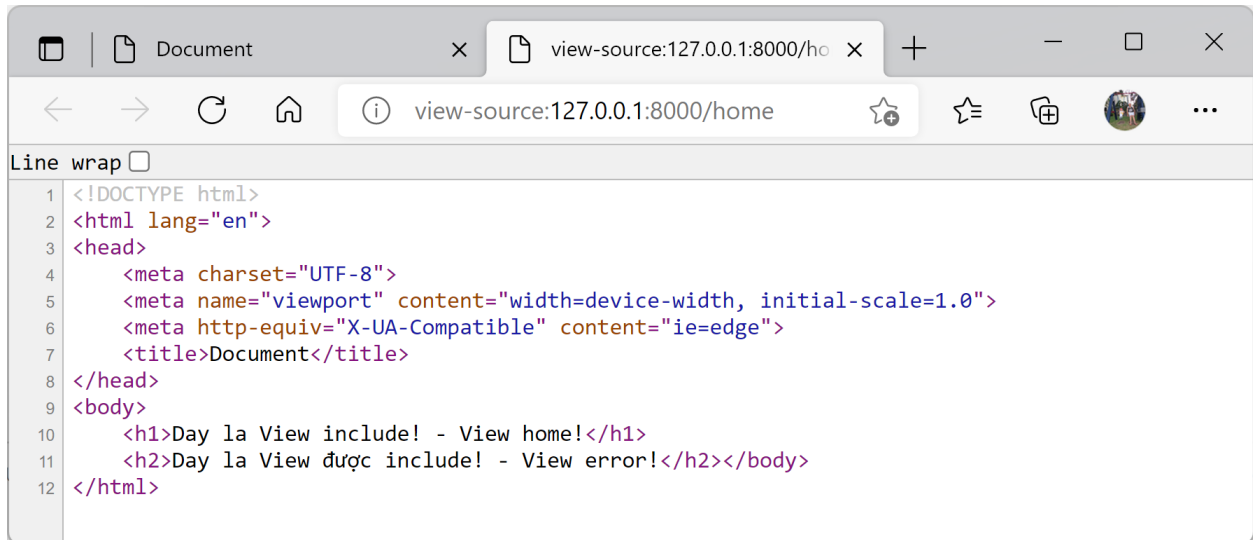 Document
view-source:127.0.0.1:8000/ho
view-source:127.0.0.1:8000/home
Line wrap
1 <!DOCTYPE html>
2 <html lang="en">
3 <head>
4     <meta charset="UTF-8">
5     <meta name="viewport" content="width=device-width, initial-scale=1.0">
6     <meta http-equiv="X-UA-Compatible" content="ie=edge">
7     <title>Document</title>
8 </head>
9 <body>
10     <h1>Day la View include! - View home!</h1>
11     <h2>Day la View được include! - View error!</h2></body>
12 </html>